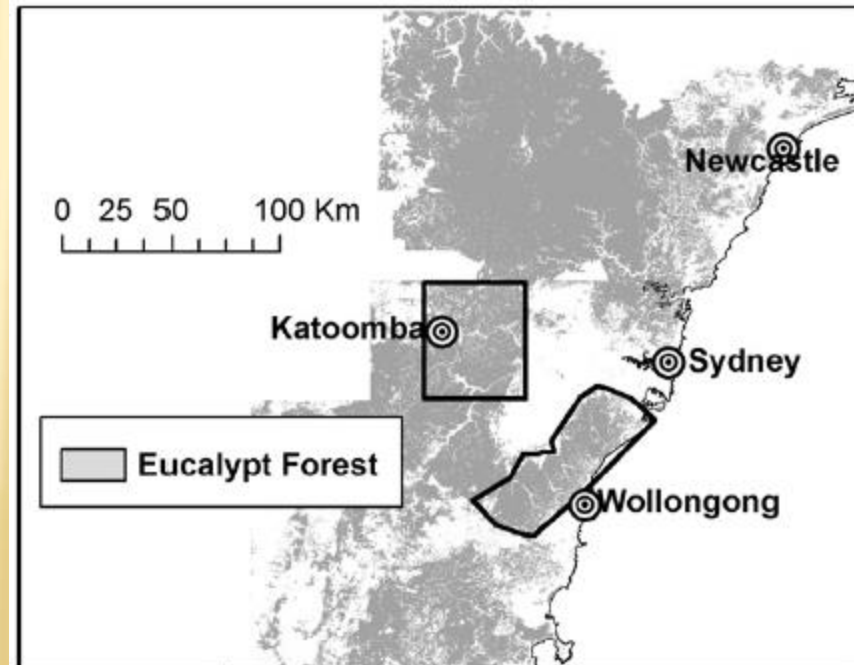 Newcastle
0 25 50 100 Km
Katoomba
Sydney
Eucalypt Forest
Wollongong